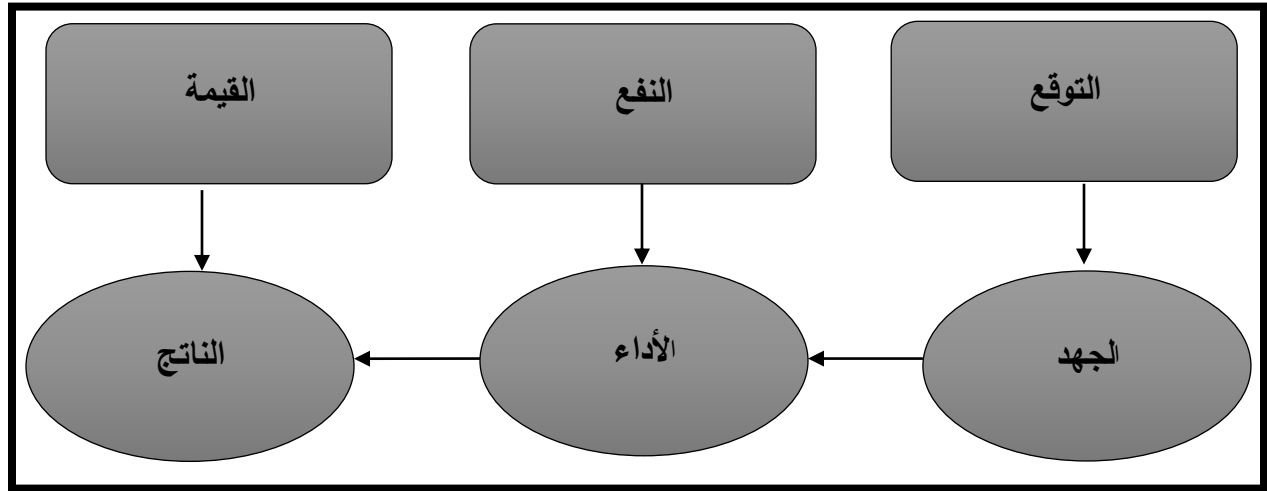 التوقع
النفع
القيمة
الجهد
الأداء
الناتج